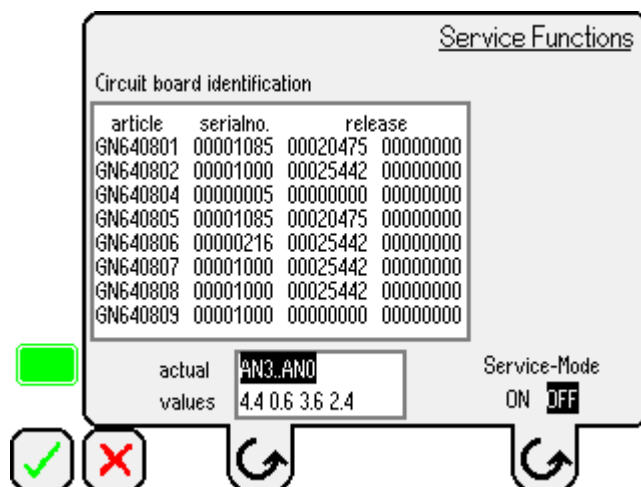 Service Functions
Circuit board identification
article serialno. release
GN640801 00001085 00020475 00000000
GN640802 00001000 00025442 00000000
GN640804 00000005 00000000 00000000
GN640805 00001085 00020475 00000000
GN640806 00000216 00025442 00000000
GN640807 00001000 00025442 00000000
GN640808 00001000 00025442 00000000
GN640809 00001000 00000000 00000000
actual AN3..AN0 Service-Mode
values 4.4 0.6 3.6 2.4 ON OFF